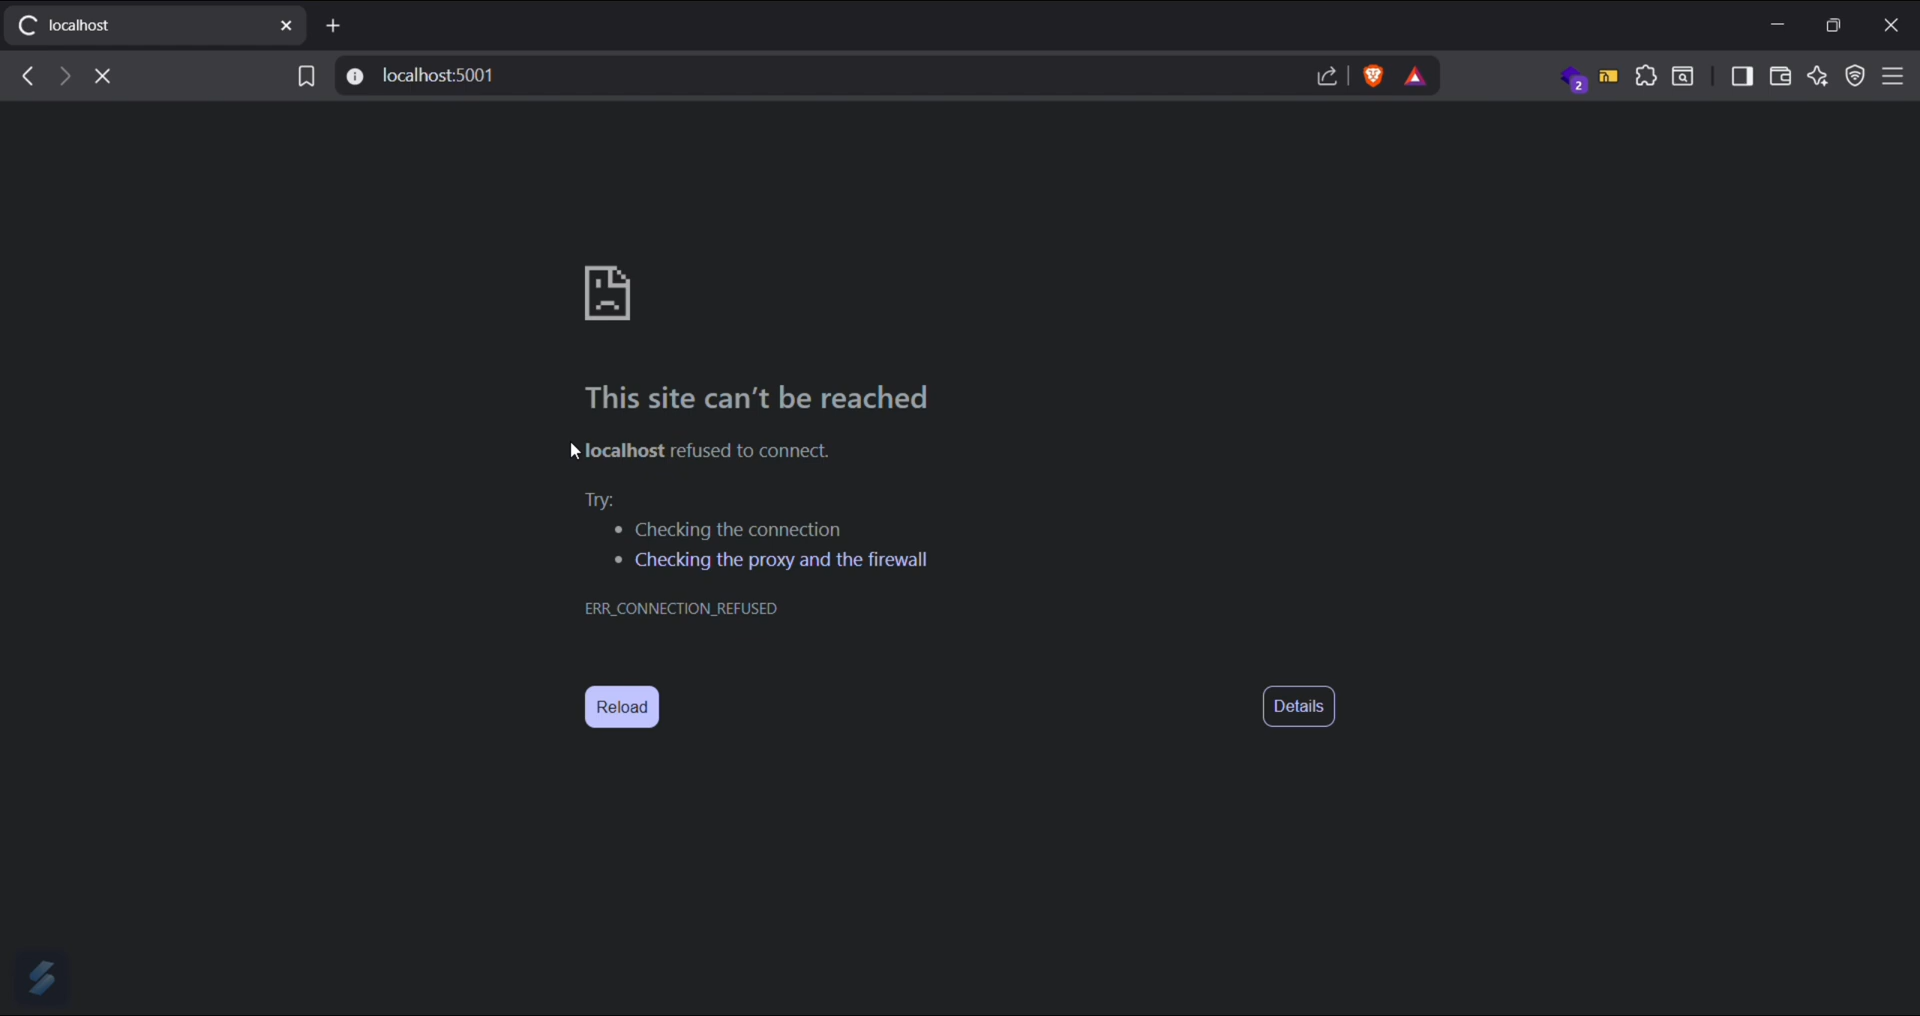 localhost
localhost:5001
2
This site can’t be reached
localhost refused to connect.
Try:
Checking the connection
Checking the proxy and the firewall
ERR_CONNECTION_REFUSED
Reload
Details